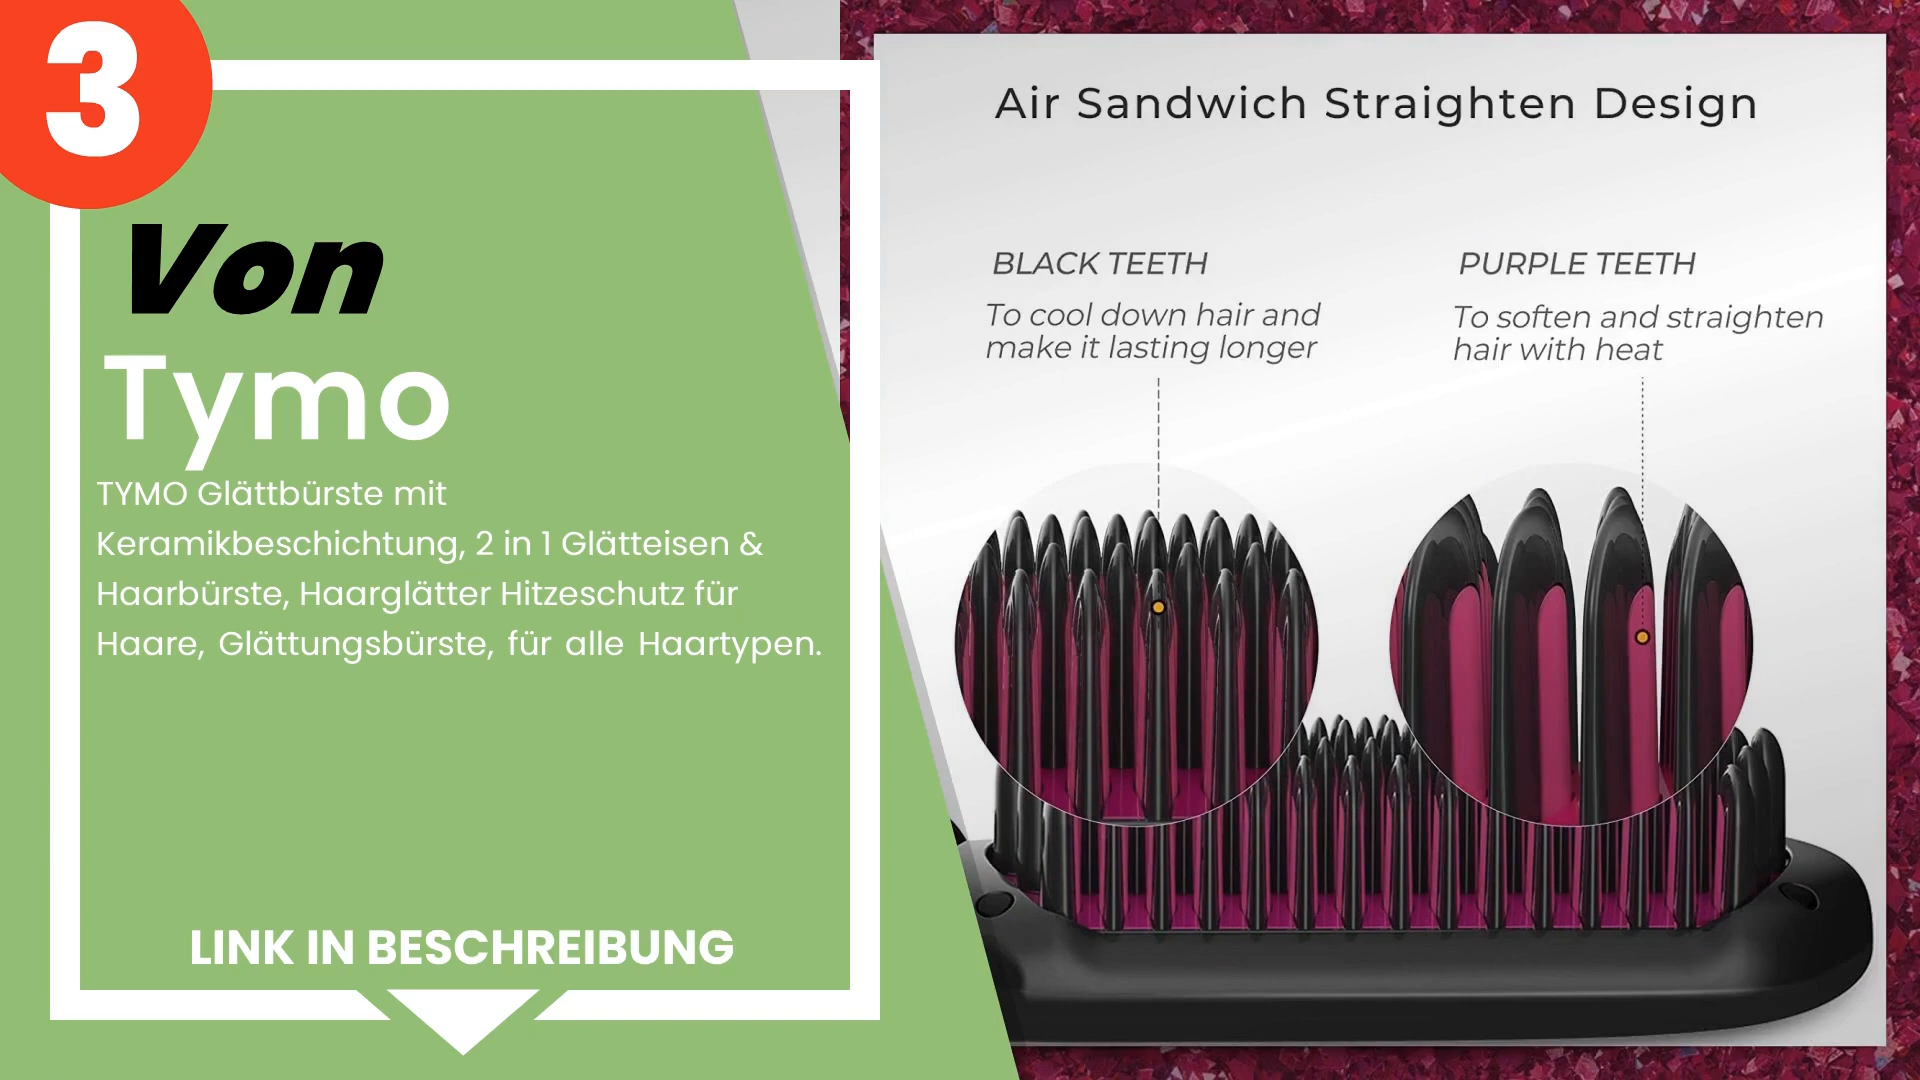 3
Von
Tymo
TYMO Glättbürste mit
Keramikbeschichtung, 2 in 1 Glätteisen &
Haarbürste, Haarglätter Hitzeschutz für
Haare, Glättungsbürste, für alle Haartypen.
LINK IN BESCHREIBUNG
Air Sandwich Straighten Design
BLACK TEETH
To cool down hair and
make it lasting longer
PURPLE TEETH
To soften and straighten
hair with heat